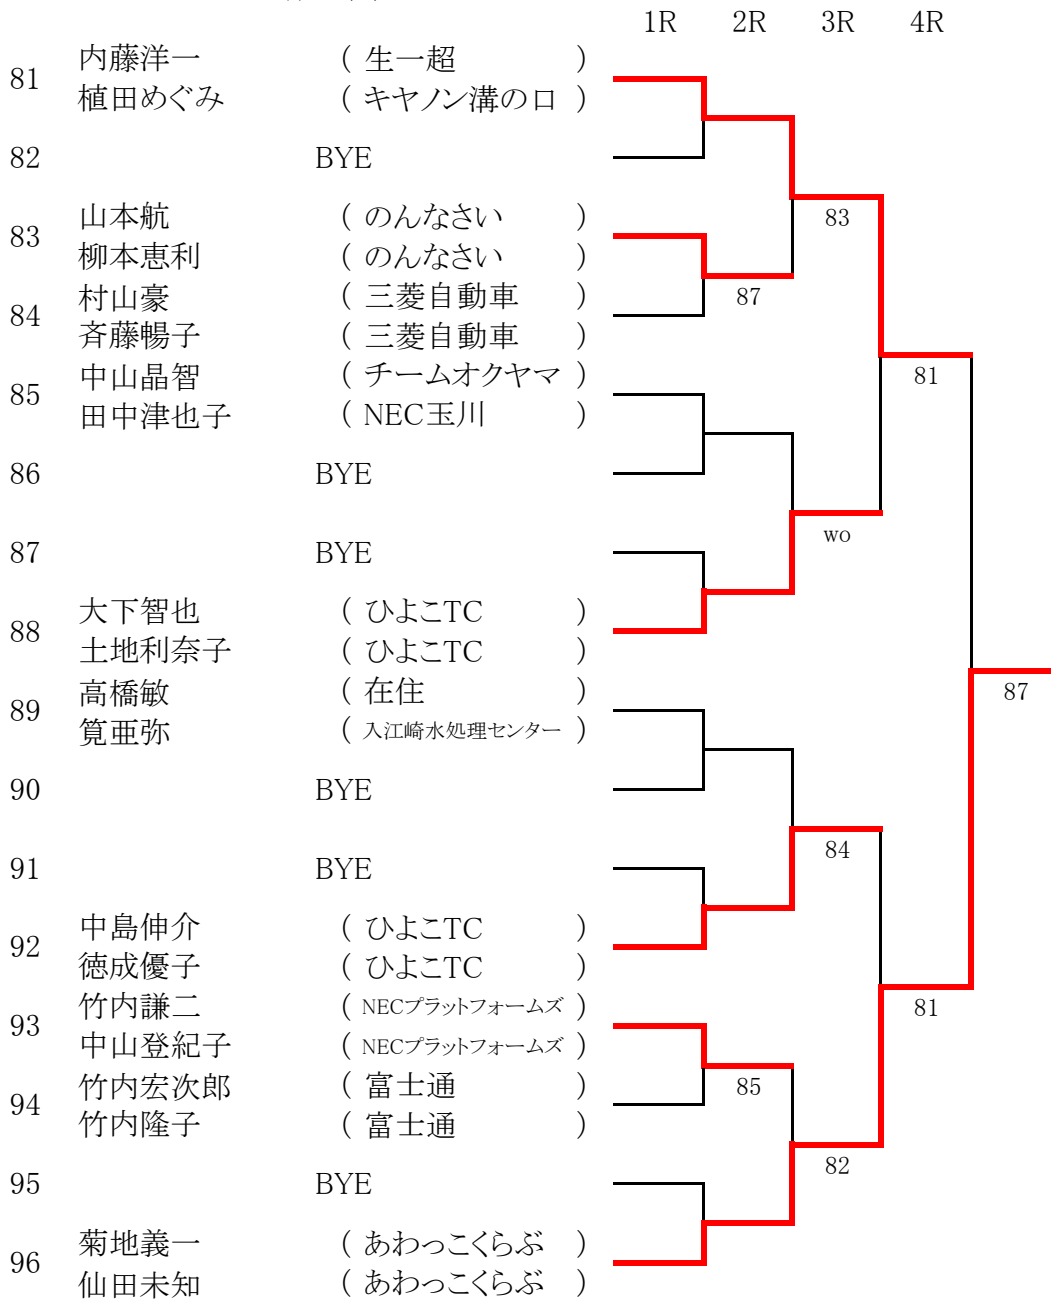 1R 2R 3R 4R
内藤洋一 ( 生一超 )
81
植田めぐみ ( キヤノン溝の口 )
82 BYE
山本航 ( のんなさい )
83 83
柳本恵利 ( のんなさい )
村山豪 ( 三菱自動車 )
87
84
斉藤暢子 ( 三菱自動車 )
中山晶智 ( チームオクヤマ )
81
85
田中津也子 ( NEC玉川 )
86 BYE
wo
87 BYE
大下智也 ( ひよこTC )
88
土地利奈子 ( ひよこTC )
高橋敏 ( 在住 )
87
89
筧亜弥 ( 入江崎水処理センター )
90 BYE
84
91 BYE
中島伸介 ( ひよこTC )
92
徳成優子 ( ひよこTC )
竹内謙二 ( NECプラットフォームズ )
81
93
中山登紀子 ( NECプラットフォームズ )
竹内宏次郎 ( 富士通 )
85
94
竹内隆子 ( 富士通 )
82
95 BYE
菊地義一 ( あわっこくらぶ )
96
仙田未知 ( あわっこくらぶ )